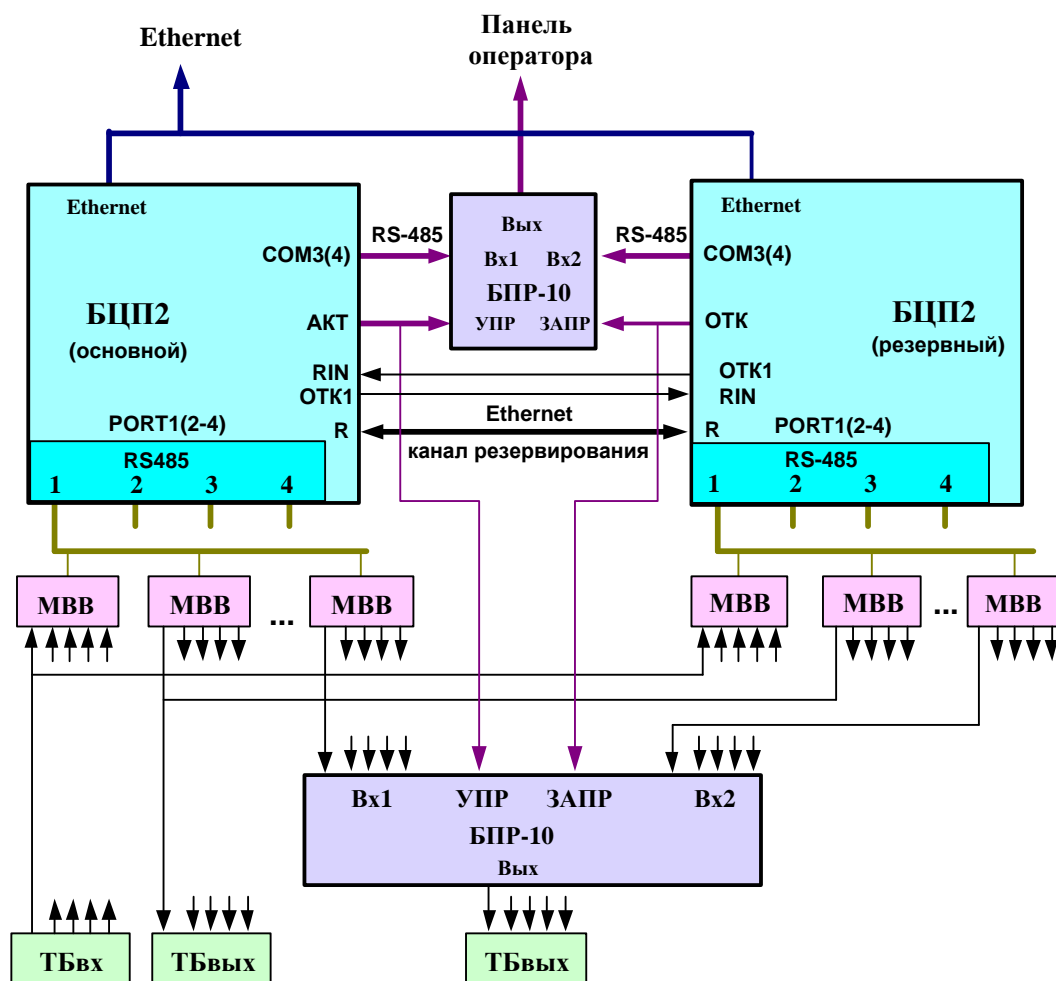 Ethernet
Панель
оператора
Ethernet
COM3(4)
АКТ
БЦП2
(основной)
RIN
ОТК1
R
PORT1(2-4)
RS485
1 2 3 4
RS-485
Вых
Вх1 Вх2
БПР-10
УПР ЗАПР
RS-485
Ethernet
COM3(4)
ОТК
БЦП2
(резервный)
ОТК1
RIN
R
PORT1(2-4)
RS-485
1 2 3 4
Ethernet
канал резервирования
МВВ МВВ ... МВВ
МВВ МВВ ... МВВ
Вх1 УПР ЗАПР Вх2
БПР-10
Вых
ТБвх ТБвых ТБвых